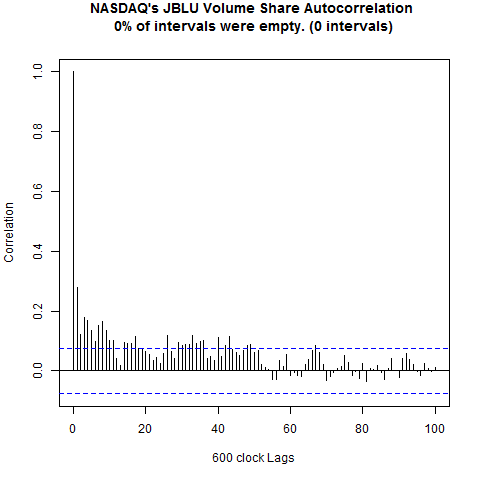 NASDAQ's JBLU Volume Share Autocorrelation
0% of intervals were empty. (0 intervals)
Correlation
1.0
0.8
0.6
0.4
0.2
0.0
0 20 40 60 80 100
600 clock Lags